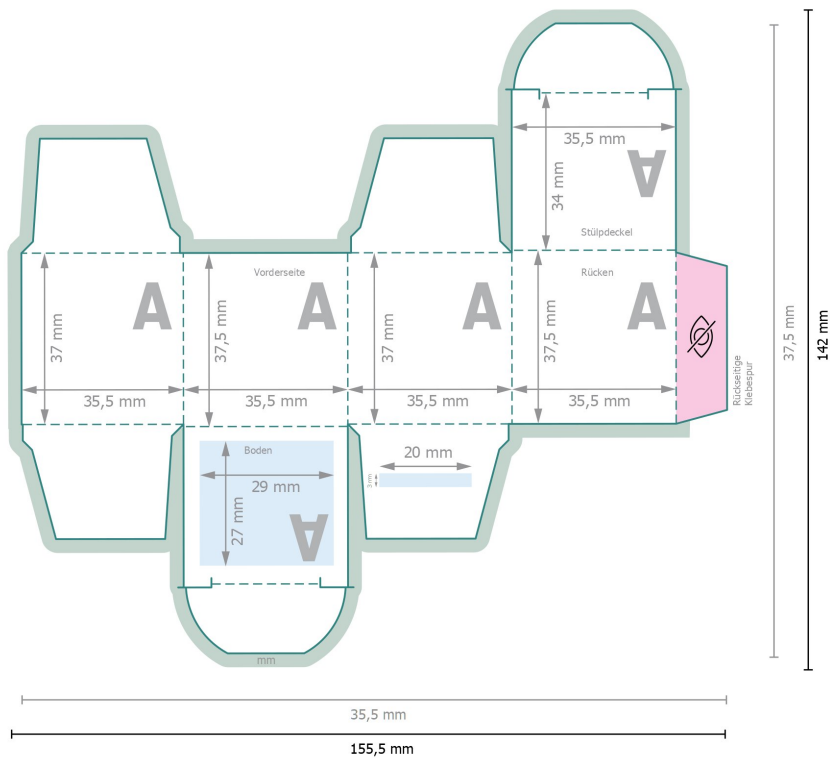 35,5 mm
34 mm
A
Stülpdeckel
Vorderseite
Rücken
A
A
A
A
37 mm
37,5 mm
37 mm
37,5 mm
37,5 mm
142 mm
35,5 mm
35,5 mm
35,5 mm
35,5 mm
Rückseitige
Klebespur
Boden
29 mm
27 mm
A
20 mm
3 mm
mm
35,5 mm
155,5 mm